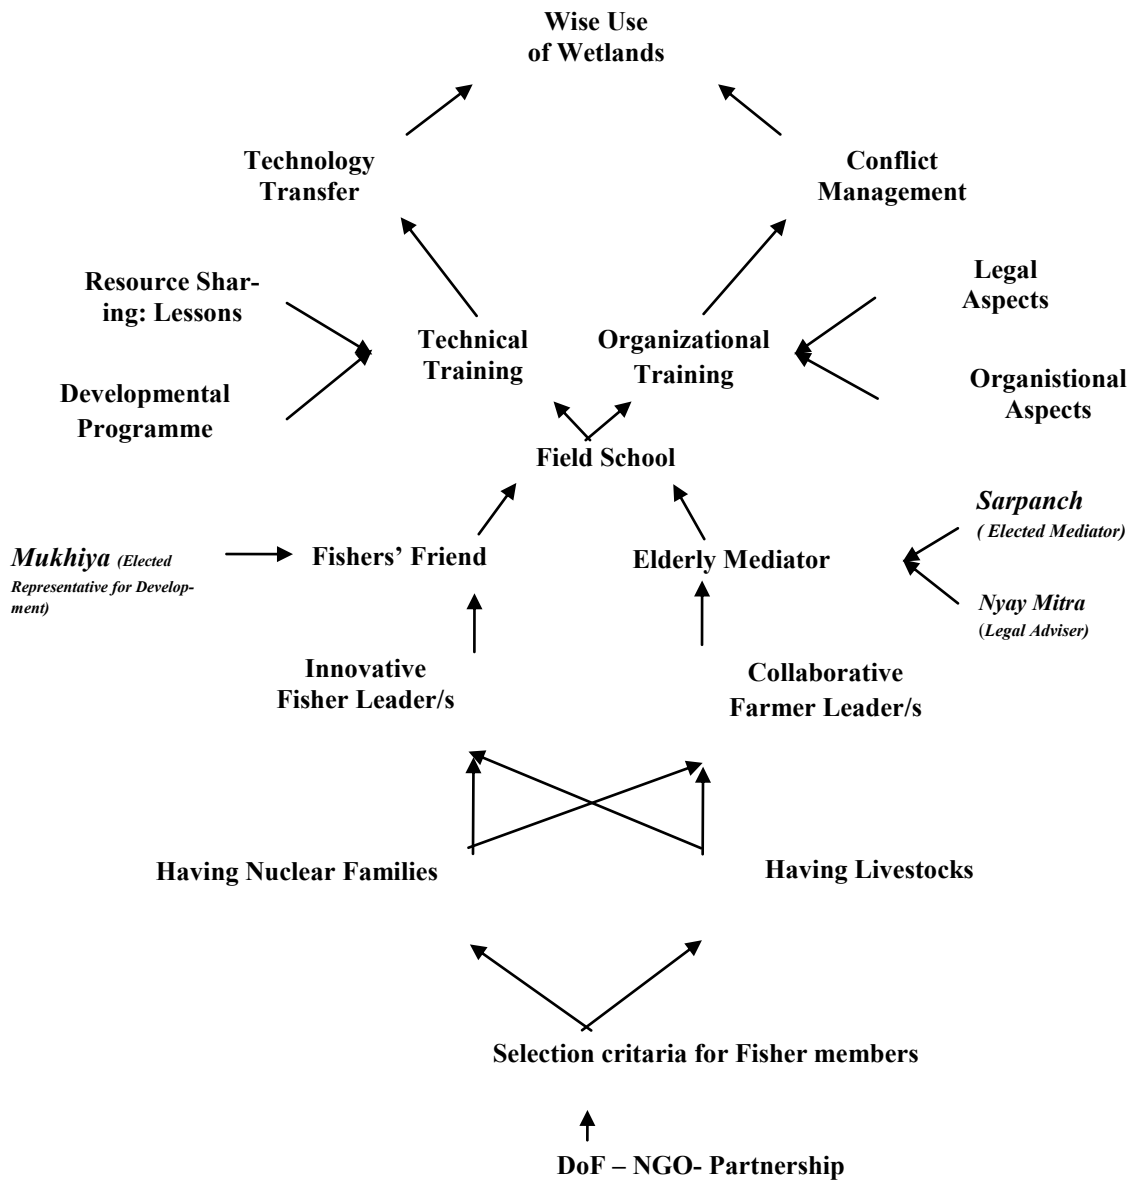 Wise Use
of Wetlands
Technology
Transfer
Conflict
Management
Resource Shar-
ing: Lessons
Legal
Aspects
Technical
Training
Organizational
Training
Developmental
Programme
Organistional
Aspects
Field School
Mukhiya (Elected
Representative for Develop-
ment)
Fishers' Friend
Elderly Mediator
Sarpanch
( Elected Mediator)
Nyay Mitra
(Legal Adviser)
Innovative
Fisher Leader/s
Collaborative
Farmer Leader/s
Having Nuclear Families
Having Livestocks
Selection critaria for Fisher members
DoF – NGO- Partnership